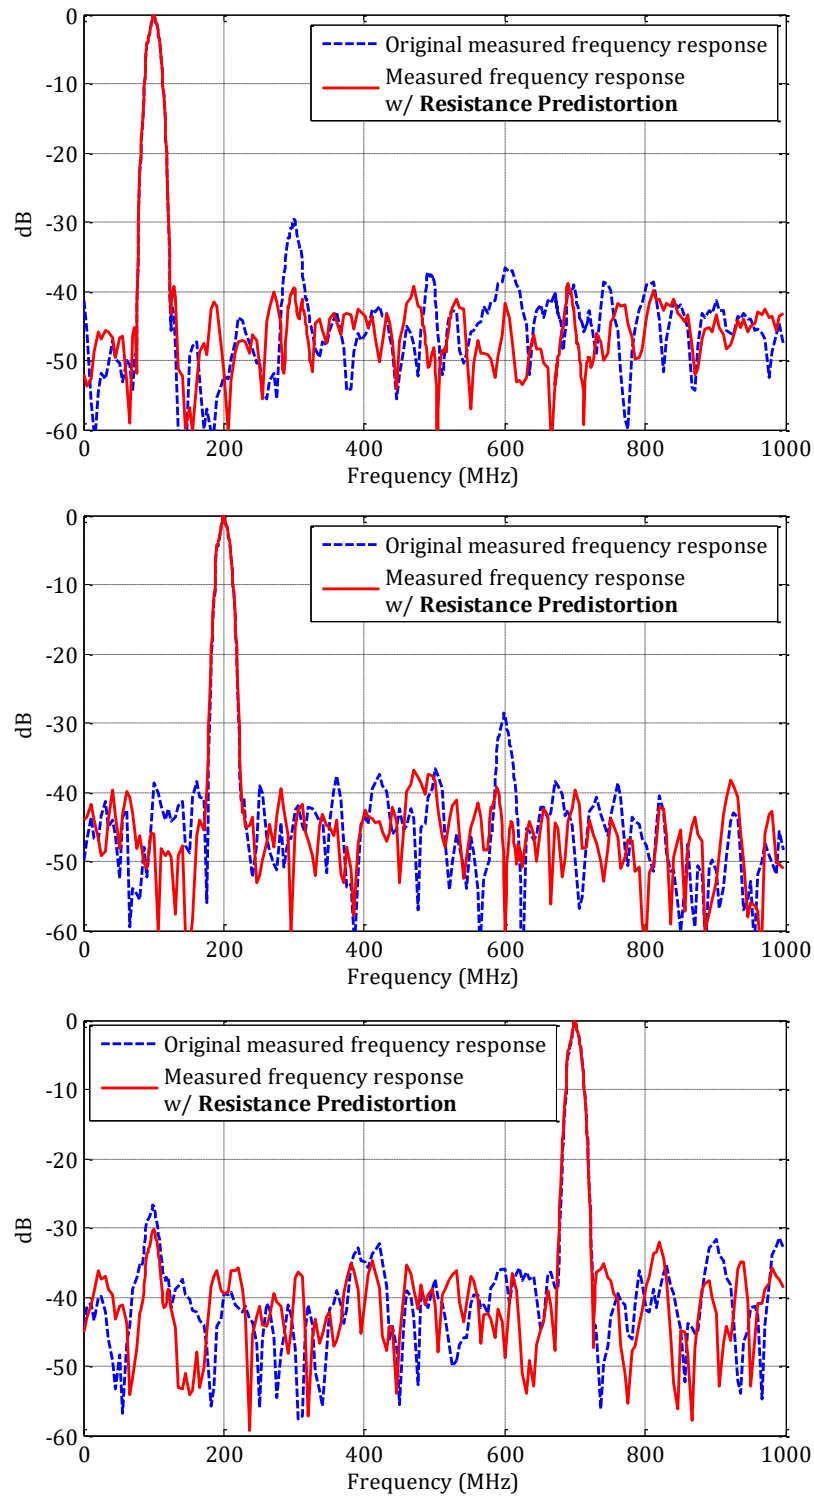 0
-10
-20
-30
-40
-50
-60
dB
Original measured frequency response
Measured frequency response
w/ Resistance Predistortion
0
200
400
600
800
1000
Frequency (MHz)
0
-10
-20
-30
-40
-50
-60
dB
Original measured frequency response
Measured frequency response
w/ Resistance Predistortion
0
200
400
600
800
1000
Frequency (MHz)
0
-10
-20
-30
-40
-50
-60
dB
Original measured frequency response
Measured frequency response
w/ Resistance Predistortion
0
200
400
600
800
1000
Frequency (MHz)